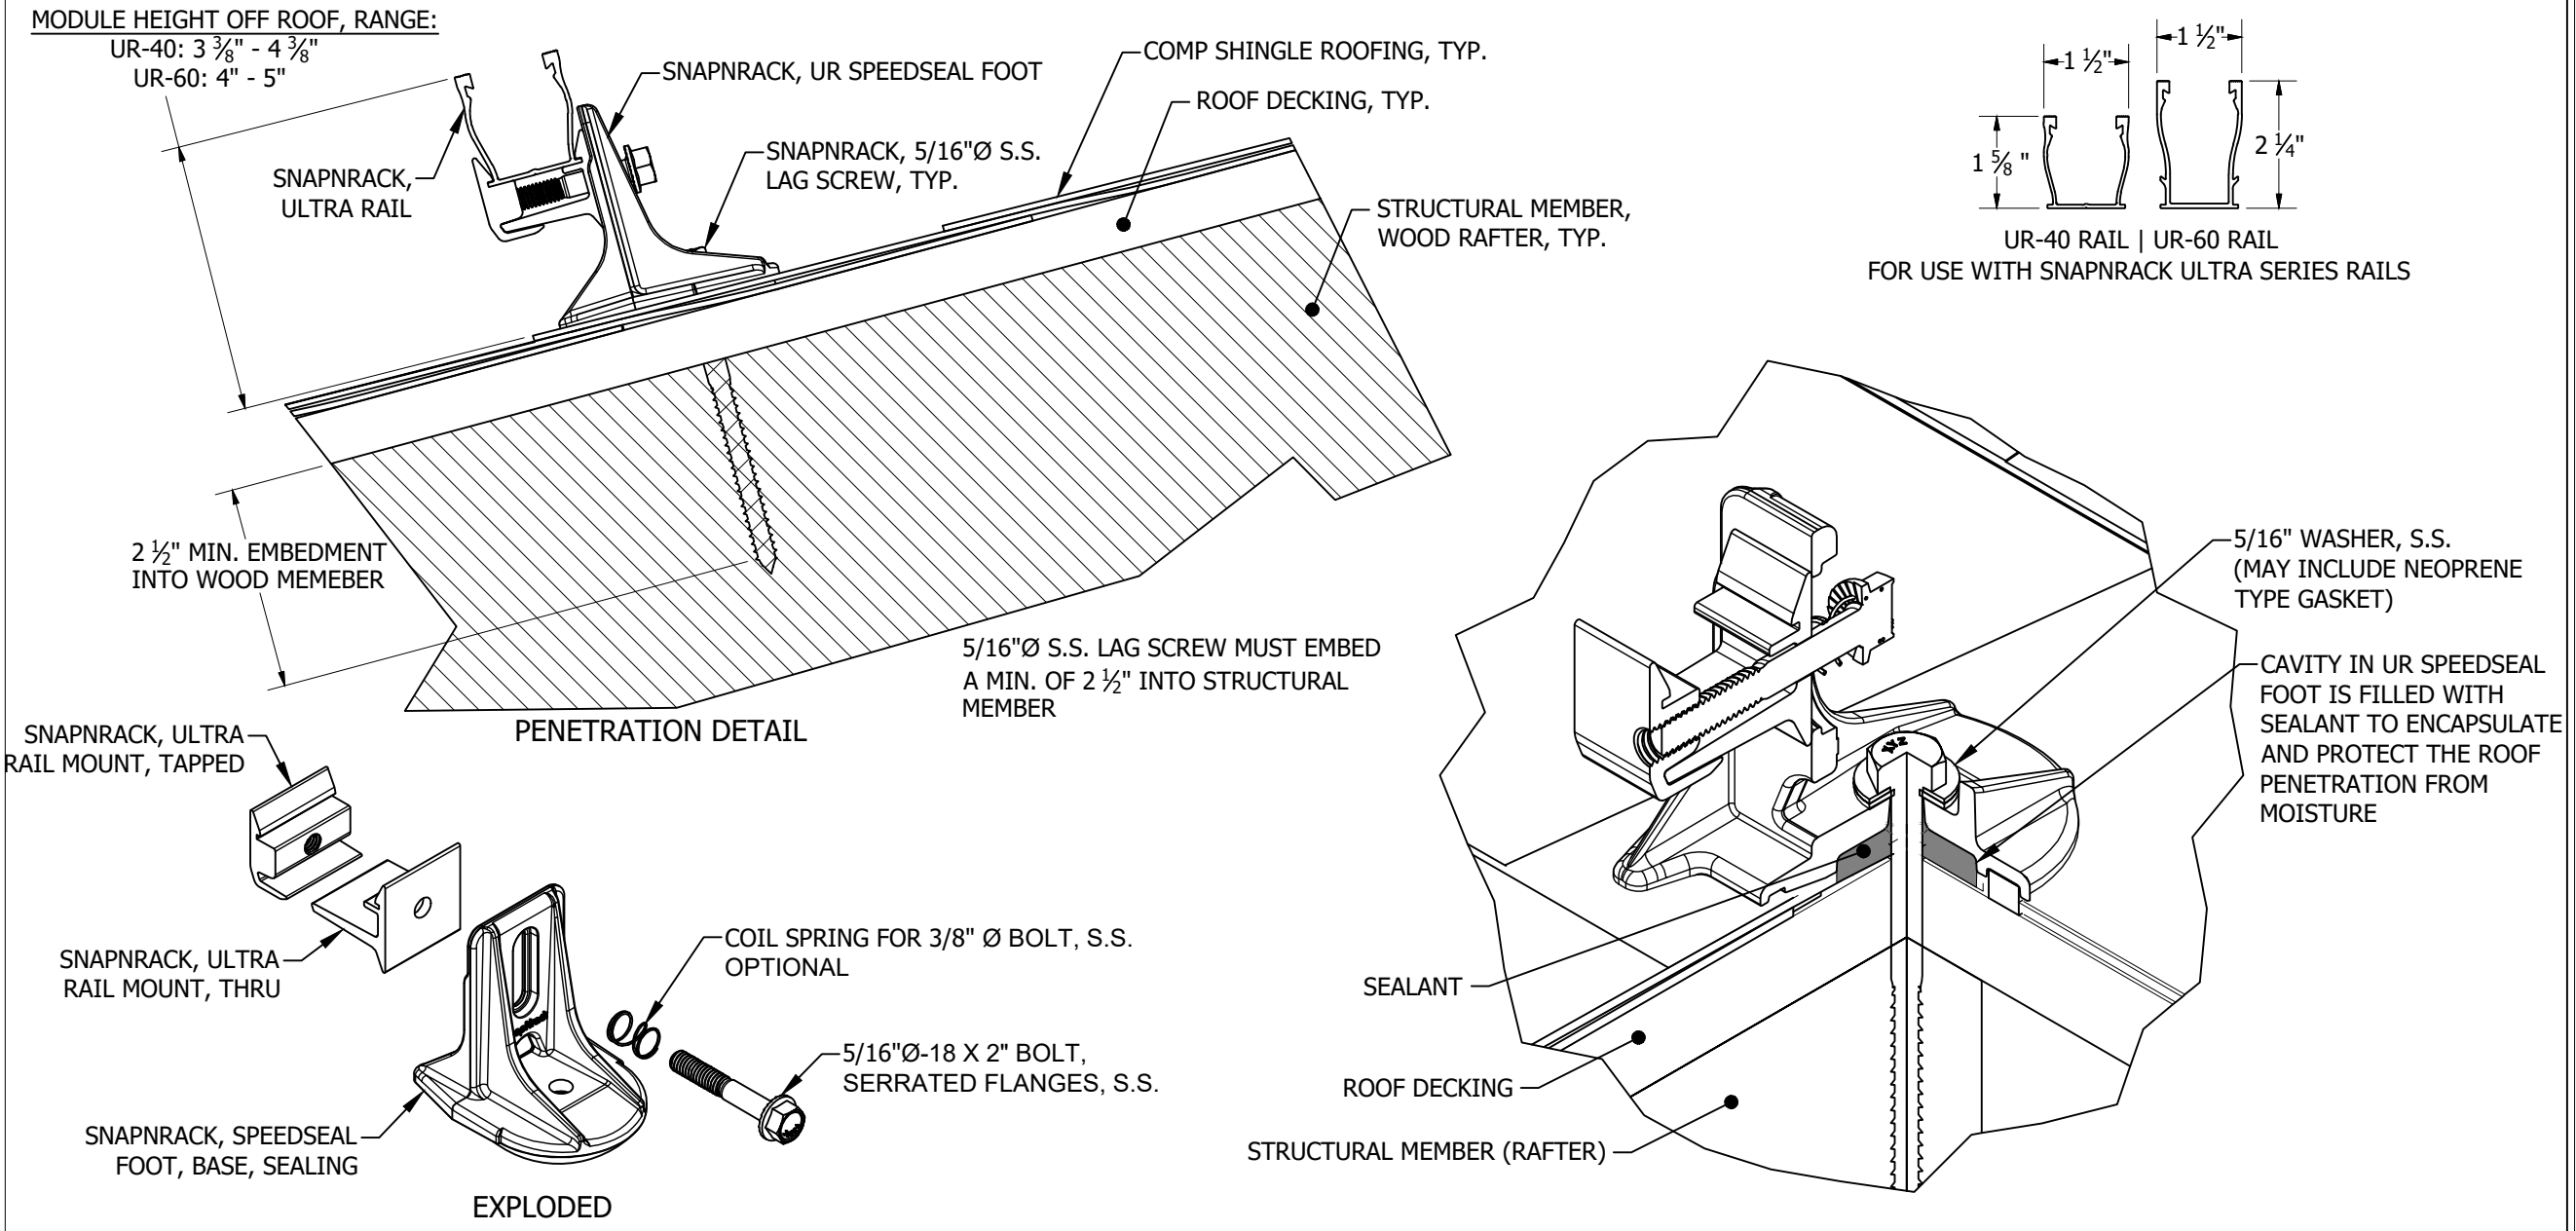 MODULE HEIGHT OFF ROOF, RANGE:
UR-40: 3 3/8" - 4 3/8"
UR-60: 4" - 5"
SNAPNRACK,
ULTRA RAIL
SNAPNRACK, UR SPEEDSEAL FOOT
SNAPNRACK, 5/16"Ø S.S.
LAG SCREW, TYP.
COMP SHINGLE ROOFING, TYP.
ROOF DECKING, TYP.
STRUCTURAL MEMBER,
WOOD RAFTER, TYP.
2 1/2" MIN. EMBEDMENT
INTO WOOD MEMEBER
5/16"Ø S.S. LAG SCREW MUST EMBED
A MIN. OF 2 1/2" INTO STRUCTURAL
MEMBER
PENETRATION DETAIL
1 1/2"
1 1/2"
1 5/8 "
2 1/4"
UR-40 RAIL | UR-60 RAIL
FOR USE WITH SNAPNRACK ULTRA SERIES RAILS
SNAPNRACK, ULTRA
RAIL MOUNT, TAPPED
SNAPNRACK, ULTRA
RAIL MOUNT, THRU
SNAPNRACK, SPEEDSEAL
FOOT, BASE, SEALING
COIL SPRING FOR 3/8" Ø BOLT, S.S.
OPTIONAL
5/16"Ø-18 X 2" BOLT,
SERRATED FLANGES, S.S.
EXPLODED
5/16" WASHER, S.S.
(MAY INCLUDE NEOPRENE
TYPE GASKET)
CAVITY IN UR SPEEDSEAL
FOOT IS FILLED WITH
SEALANT TO ENCAPSULATE
AND PROTECT THE ROOF
PENETRATION FROM
MOISTURE
XYZ
SEALANT
ROOF DECKING
STRUCTURAL MEMBER (RAFTER)